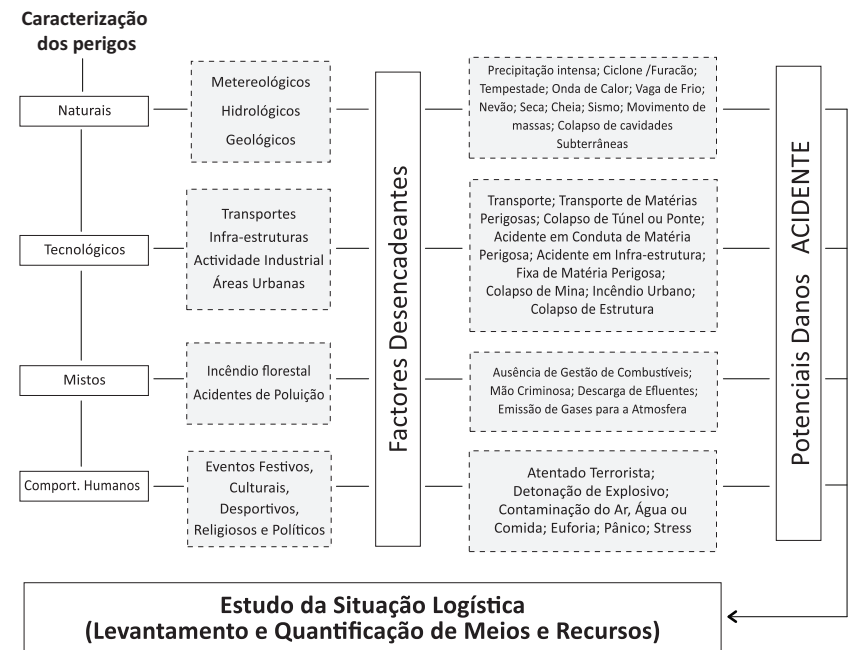 Caracterização
dos perigos
Naturais
Metereológicos
Hidrológicos
Geológicos
Factores Desencadeantes
Precipitação intensa; Ciclone /Furacão;
Tempestade; Onda de Calor; Vaga de Frio;
Nevão; Seca; Cheia; Sismo; Movimento de
massas; Colapso de cavidades
Subterrâneas
Potenciais Danos ACIDENTE
Tecnológicos
Transportes
Infra-estruturas
Actividade Industrial
Áreas Urbanas
Transporte; Transporte de Matérias
Perigosas; Colapso de Túnel ou Ponte;
Acidente em Conduta de Matéria
Perigosa; Acidente em Infra-estrutura;
Fixa de Matéria Perigosa;
Colapso de Mina; Incêndio Urbano;
Colapso de Estrutura
Mistos
Incêndio florestal
Acidentes de Poluição
Ausência de Gestão de Combustíveis;
Mão Criminosa; Descarga de Efluentes;
Emissão de Gases para a Atmosfera
Comport. Humanos
Eventos Festivos,
Culturais,
Desportivos,
Religiosos e Políticos
Atentado Terrorista;
Detonação de Explosivo;
Contaminação do Ar, Água ou
Comida; Euforia; Pânico; Stress
Estudo da Situação Logística
(Levantamento e Quantificação de Meios e Recursos)